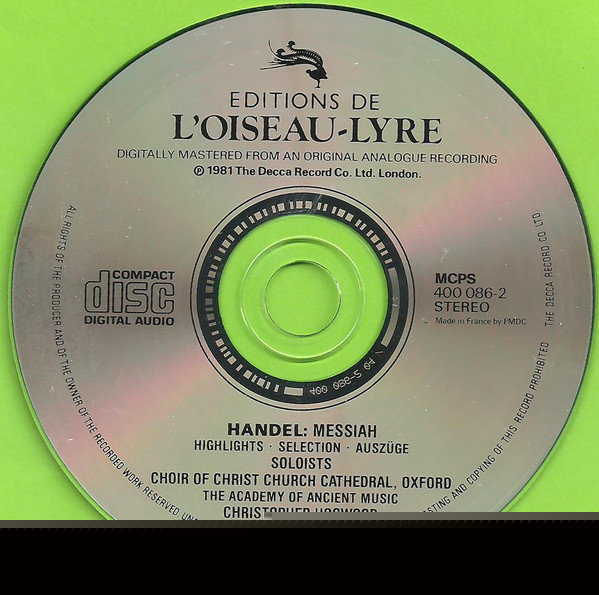 EDITIONS DE
L'OISEAU-LYRE
DIGITALLY MASTERED FROM AN ORIGINAL ANALOGUE RECORDING
℗ 1981 The Decca Record Co. Ltd. London.
COMPACT
disc
DIGITAL AUDIO
MCPS
400 086-2
STEREO
Made in France by PMDC
HANDEL: MESSIAH
HIGHLIGHTS · SELECTION · AUSZÜGE
SOLOISTS
CHOIR OF CHRIST CHURCH CATHEDRAL, OXFORD
THE ACADEMY OF ANCIENT MUSIC
CHRISTOPHER HOGWOOD
ALL RIGHTS OF THE PRODUCER AND OF THE OWNER OF THE RECORDED WORK RESERVED
COPYING OF THIS RECORD PROHIBITED THE DECCA RECORD CO LTD